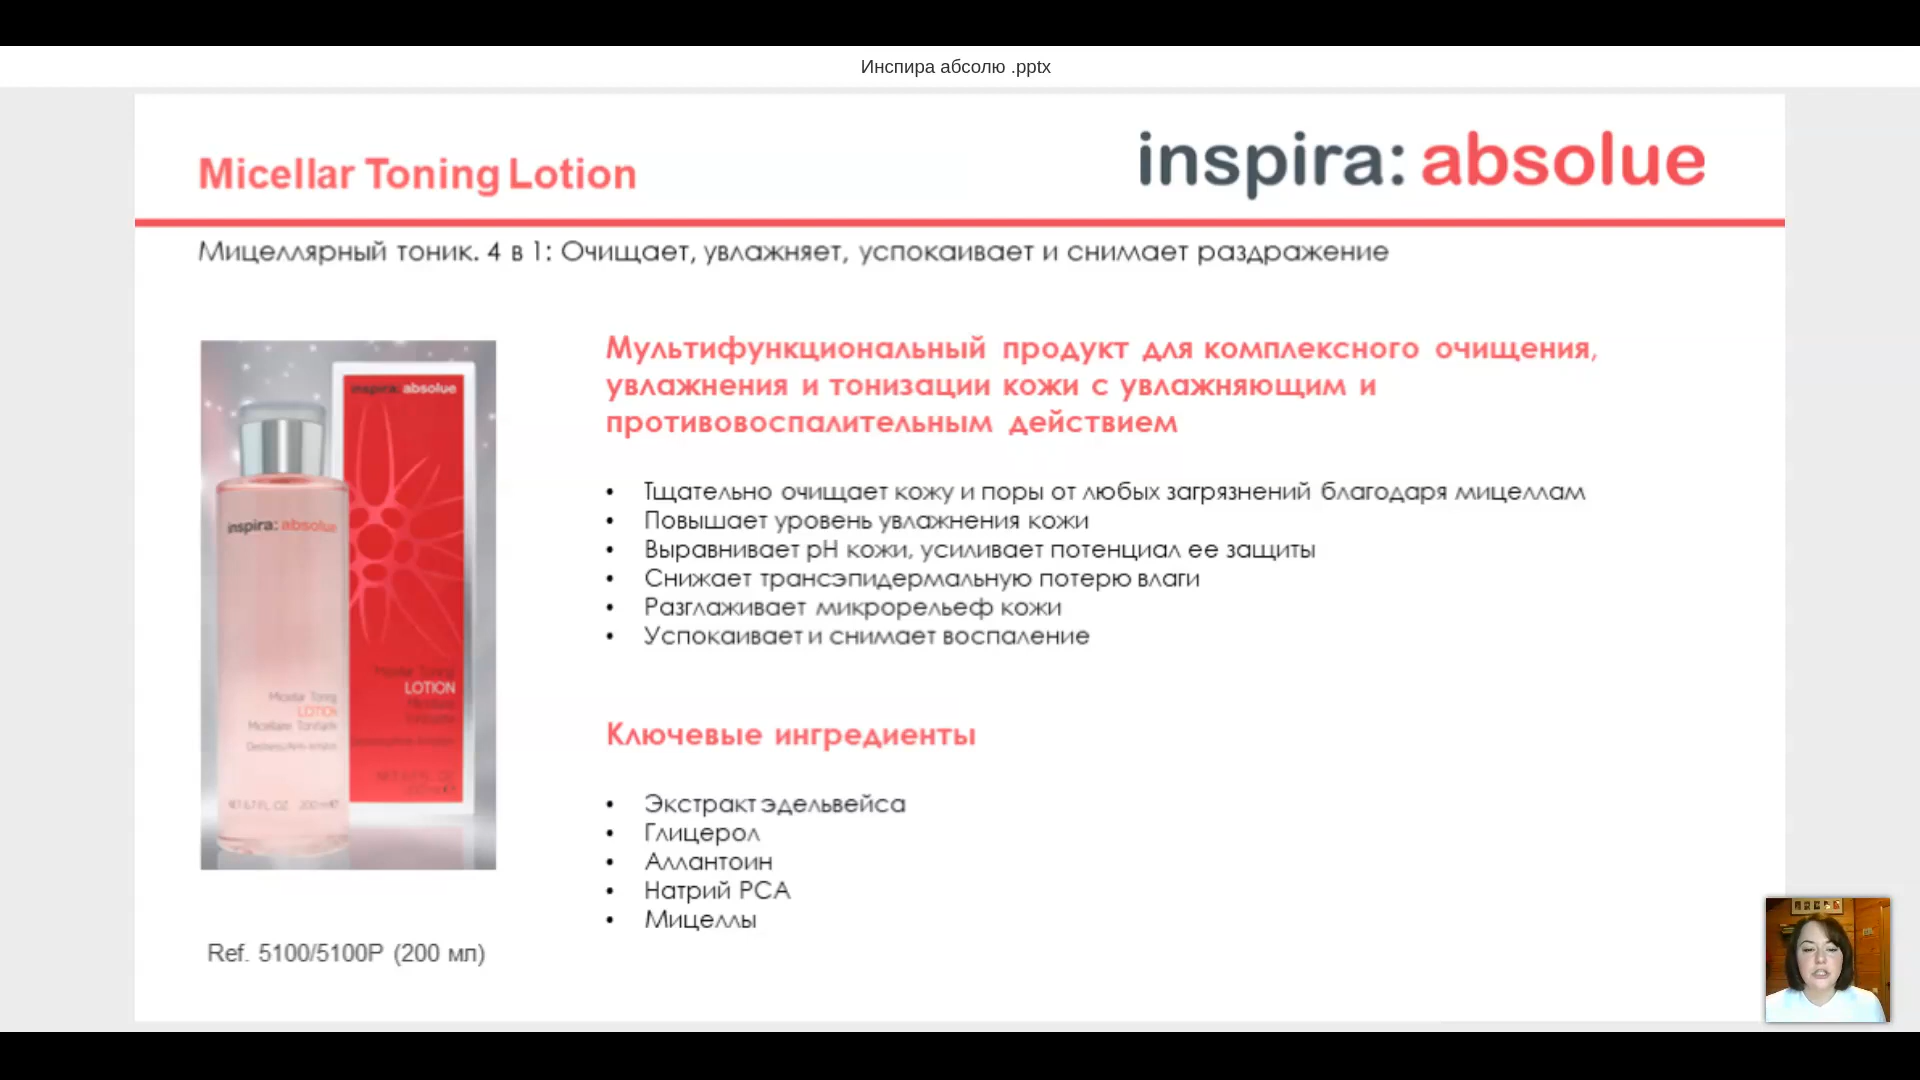 Инспира абсолю .pptx
Micellar Toning Lotion
inspira: absolue
Мицеллярный тоник. 4 в 1: Очищает, увлажняет, успокаивает и снимает раздражение
Мультифункциональный продукт для комплексного очищения,
увлажнения и тонизации кожи с увлажняющим и
противовоспалительным действием
• Тщательно очищает кожу и поры от любых загрязнений благодаря мицеллам
• Повышает уровень увлажнения кожи
• Выравнивает pH кожи, усиливает потенциал ее защиты
• Снижает трансэпидермальную потерю влаги
• Разглаживает микрорельеф кожи
• Успокаивает и снимает воспаление
Ключевые ингредиенты
• Экстракт эдельвейса
• Глицерол
• Аллантоин
• Натрий PCA
• Мицеллы
inspira: absolue
inspira: absolue
Micellar Toning
LOTION
Micellar Toning
LOTION
Ref. 5100/5100P (200 мл)